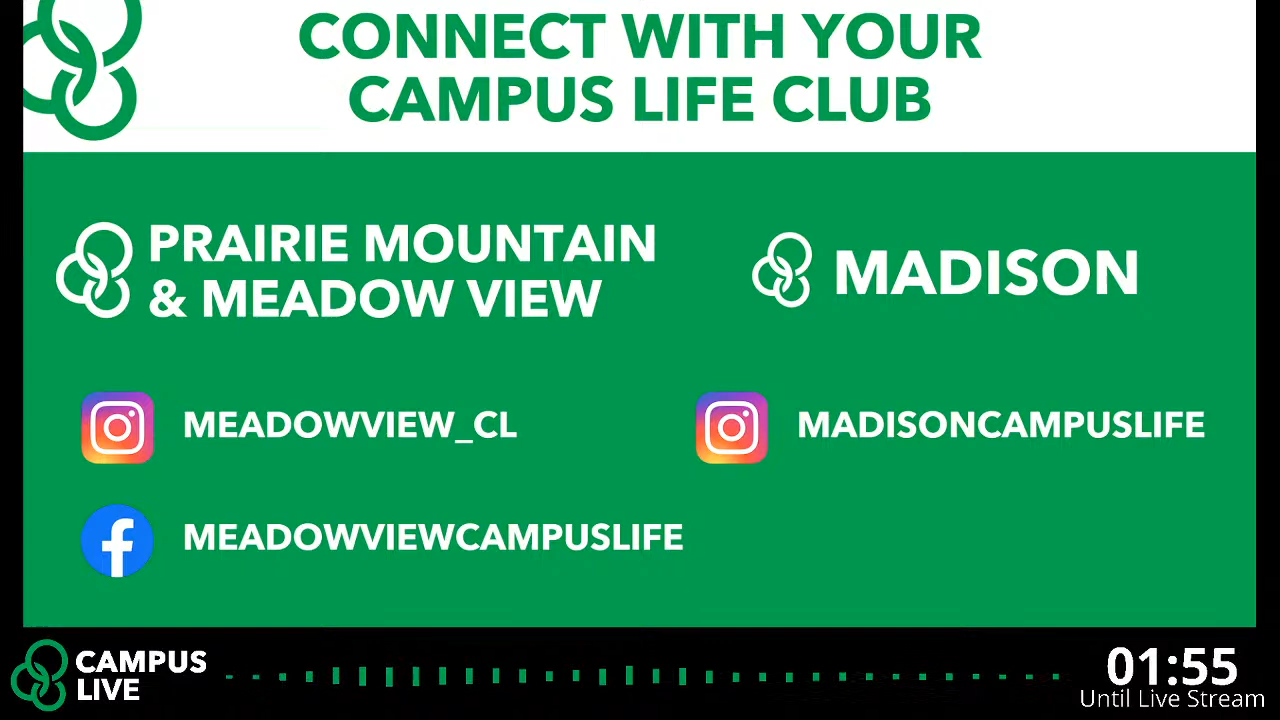 CONNECT WITH YOUR
CAMPUS LIFE CLUB
PRAIRIE MOUNTAIN
& MEADOW VIEW
MADISON
MEADOWVIEW_CL
MADISONCAMPUSLIFE
MEADOWVIEWCAMPUSLIFE
CAMPUS
LIVE
01:55
Until Live Stream